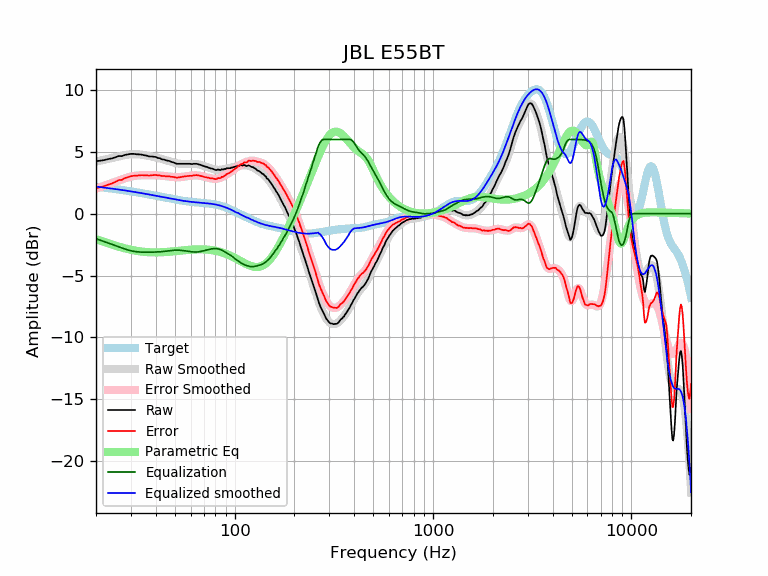 JBL E55BT
Amplitude (dBr)
10
5
0
−5
−10
−15
−20
Target
Raw Smoothed
Error Smoothed
Raw
Error
Parametric Eq
Equalization
Equalized smoothed
100
1000
10000
Frequency (Hz)